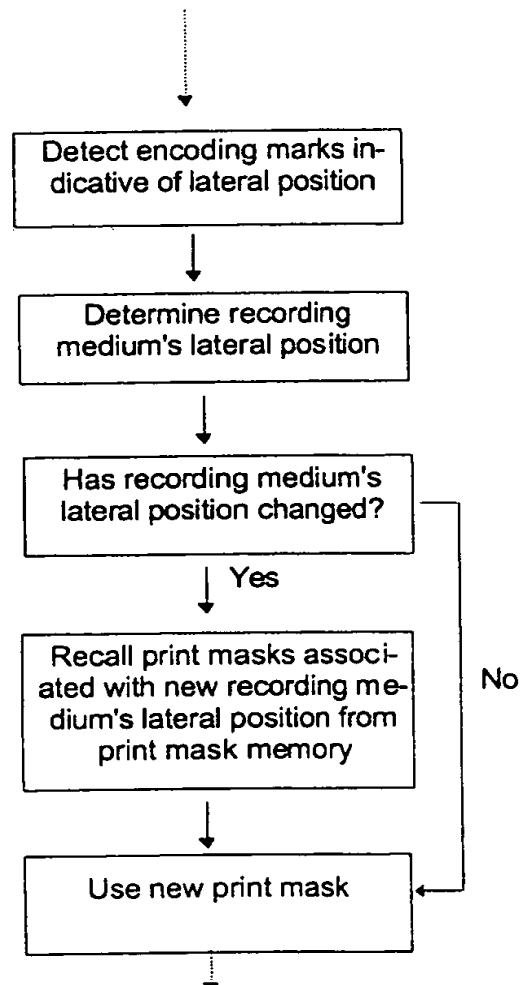 Detect encoding marks in-
dicative of lateral position
Determine recording
medium's lateral position
Has recording medium's
lateral position changed?
Yes
Recall print masks associ-
ated with new recording me-
dium's lateral position from
print mask memory
No
Use new print mask